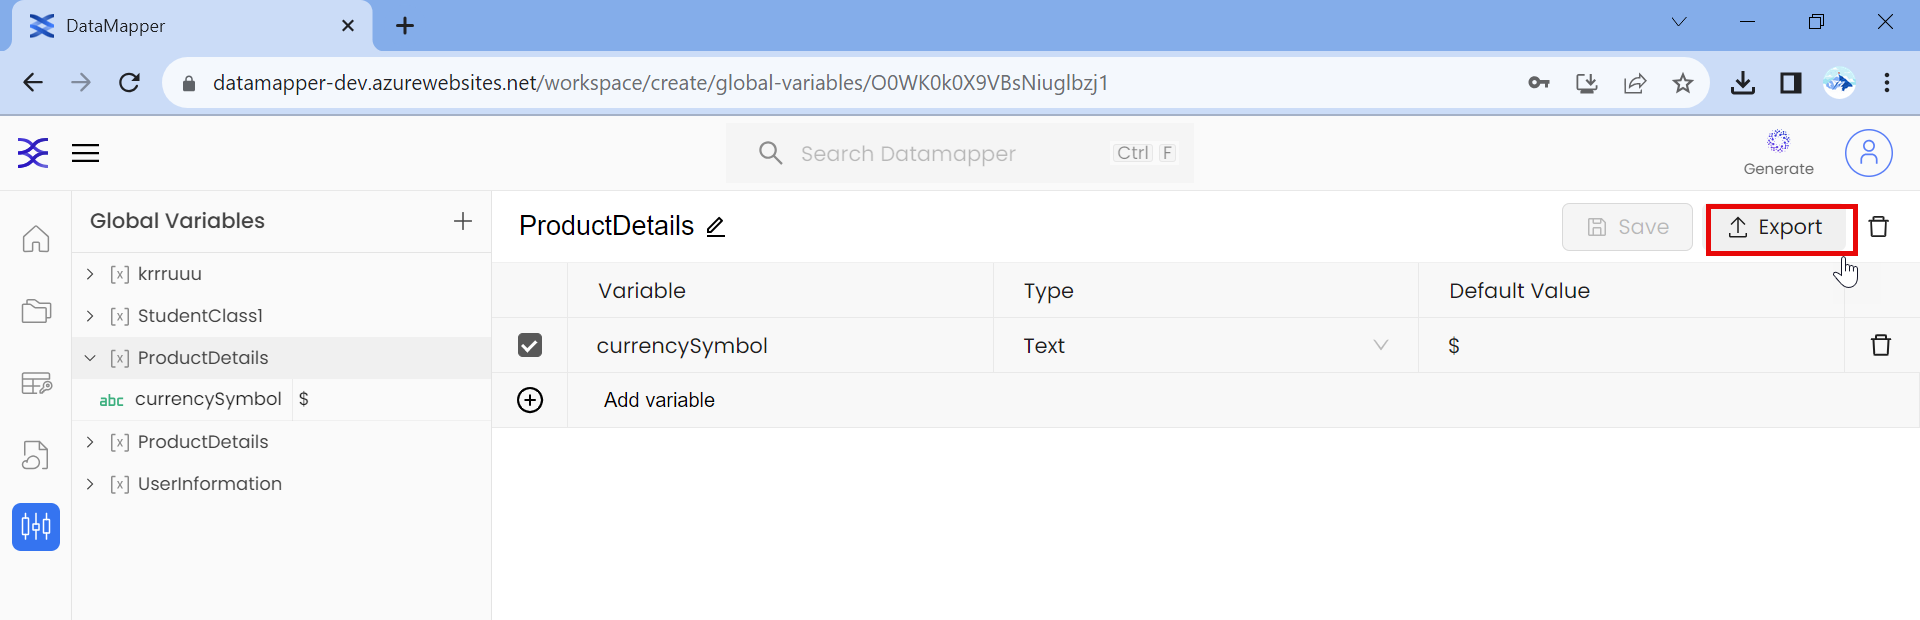 DataMapper
datamapper-dev.azurewebsites.net/workspace/create/global-variables/O0WK0k0X9VBsNiuglbzj1
Search Datamapper Ctrl F
Generate
Global Variables
[x] krrruuu
[x] StudentClass1
[x] ProductDetails
abc currencySymbol $
[x] ProductDetails
[x] UserInformation
ProductDetails Save Export
Variable Type Default Value
currencySymbol Text $
Add variable